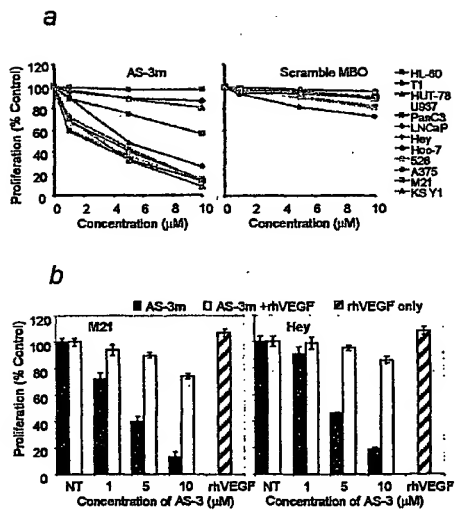 a
AS-3m
Scramble MBO
Proliferation (% Control)
120
100
80
60
40
20
0
0 2 4 6 8 10
0 2 4 6 8 10
Concentration (μM)
Concentration (μM)
HL-60
T1
HUT-78
U937
PanC3
LNCaP
Hey
Hoc-7
526
A375
M21
KS Y1
b
AS-3m
AS-3m +rhVEGF
rhVEGF only
M21
Hey
Proliferation (% Control)
120
100
80
60
40
20
0
NT 1 5 10 rhVEGF
NT 1 5 10 rhVEGF
Concentration of AS-3 (μM)
Concentration of AS-3 (μM)